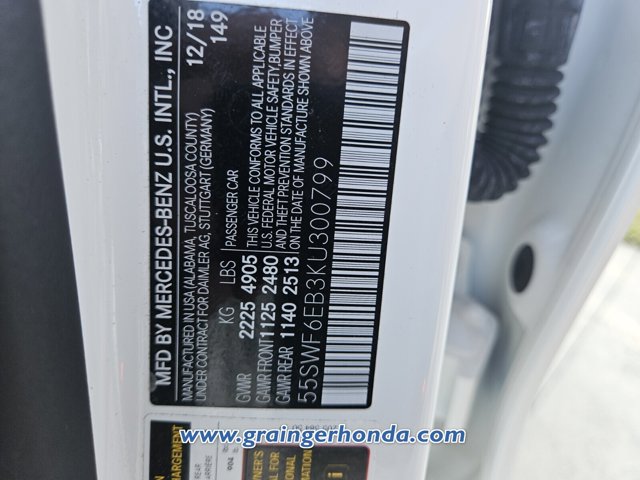 12/18
149
MFD BY MERCEDES-BENZ U.S. INTL., INC
MANUFACTURED IN USA (ALABAMA, TUSCALOOSA COUNTY)
UNDER CONTRACT FOR DAIMLER AG, STUTTGART (GERMANY)
KG LBS PASSENGER CAR
GVWR 2225 4905 THIS VEHICLE CONFORMS TO ALL APPLICABLE
GAWR FRONT 1125 2480 U.S. FEDERAL MOTOR VEHICLE SAFETY, BUMPER
GAWR REAR 1140 2513 AND THEFT PREVENTION STANDARDS IN EFFECT
ON THE DATE OF MANUFACTURE SHOWN ABOVE
55SWF6EB3KU300799
904
i
www.graingerhonda.com